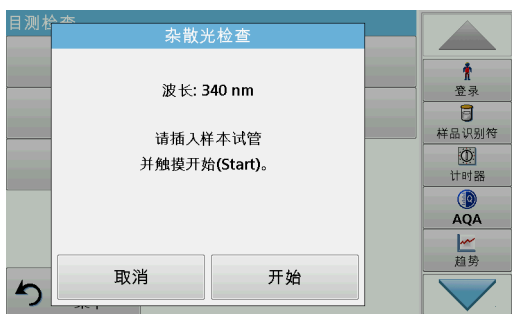 目测检查
杂散光检查
波长: 340 nm
请插入样本试管
并触摸开始(Start)。
取消
开始
登录
样品识别符
计时器
AQA
趋势